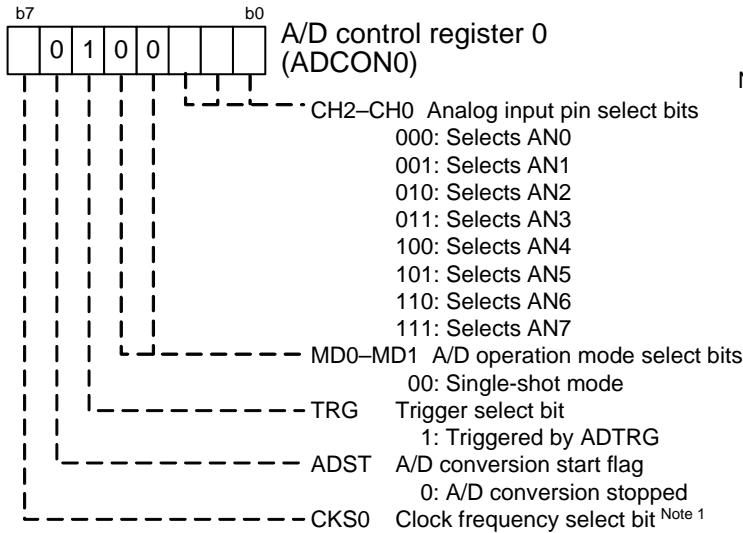 b7 b0
0 1 0 0
A/D control register 0
(ADCON0)
N
CH2–CH0 Analog input pin select bits
000: Selects AN0
001: Selects AN1
010: Selects AN2
011: Selects AN3
100: Selects AN4
101: Selects AN5
110: Selects AN6
111: Selects AN7
MD0–MD1 A/D operation mode select bits
00: Single-shot mode
TRG Trigger select bit
1: Triggered by ADTRG
ADST A/D conversion start flag
0: A/D conversion stopped
CKS0 Clock frequency select bit Note 1